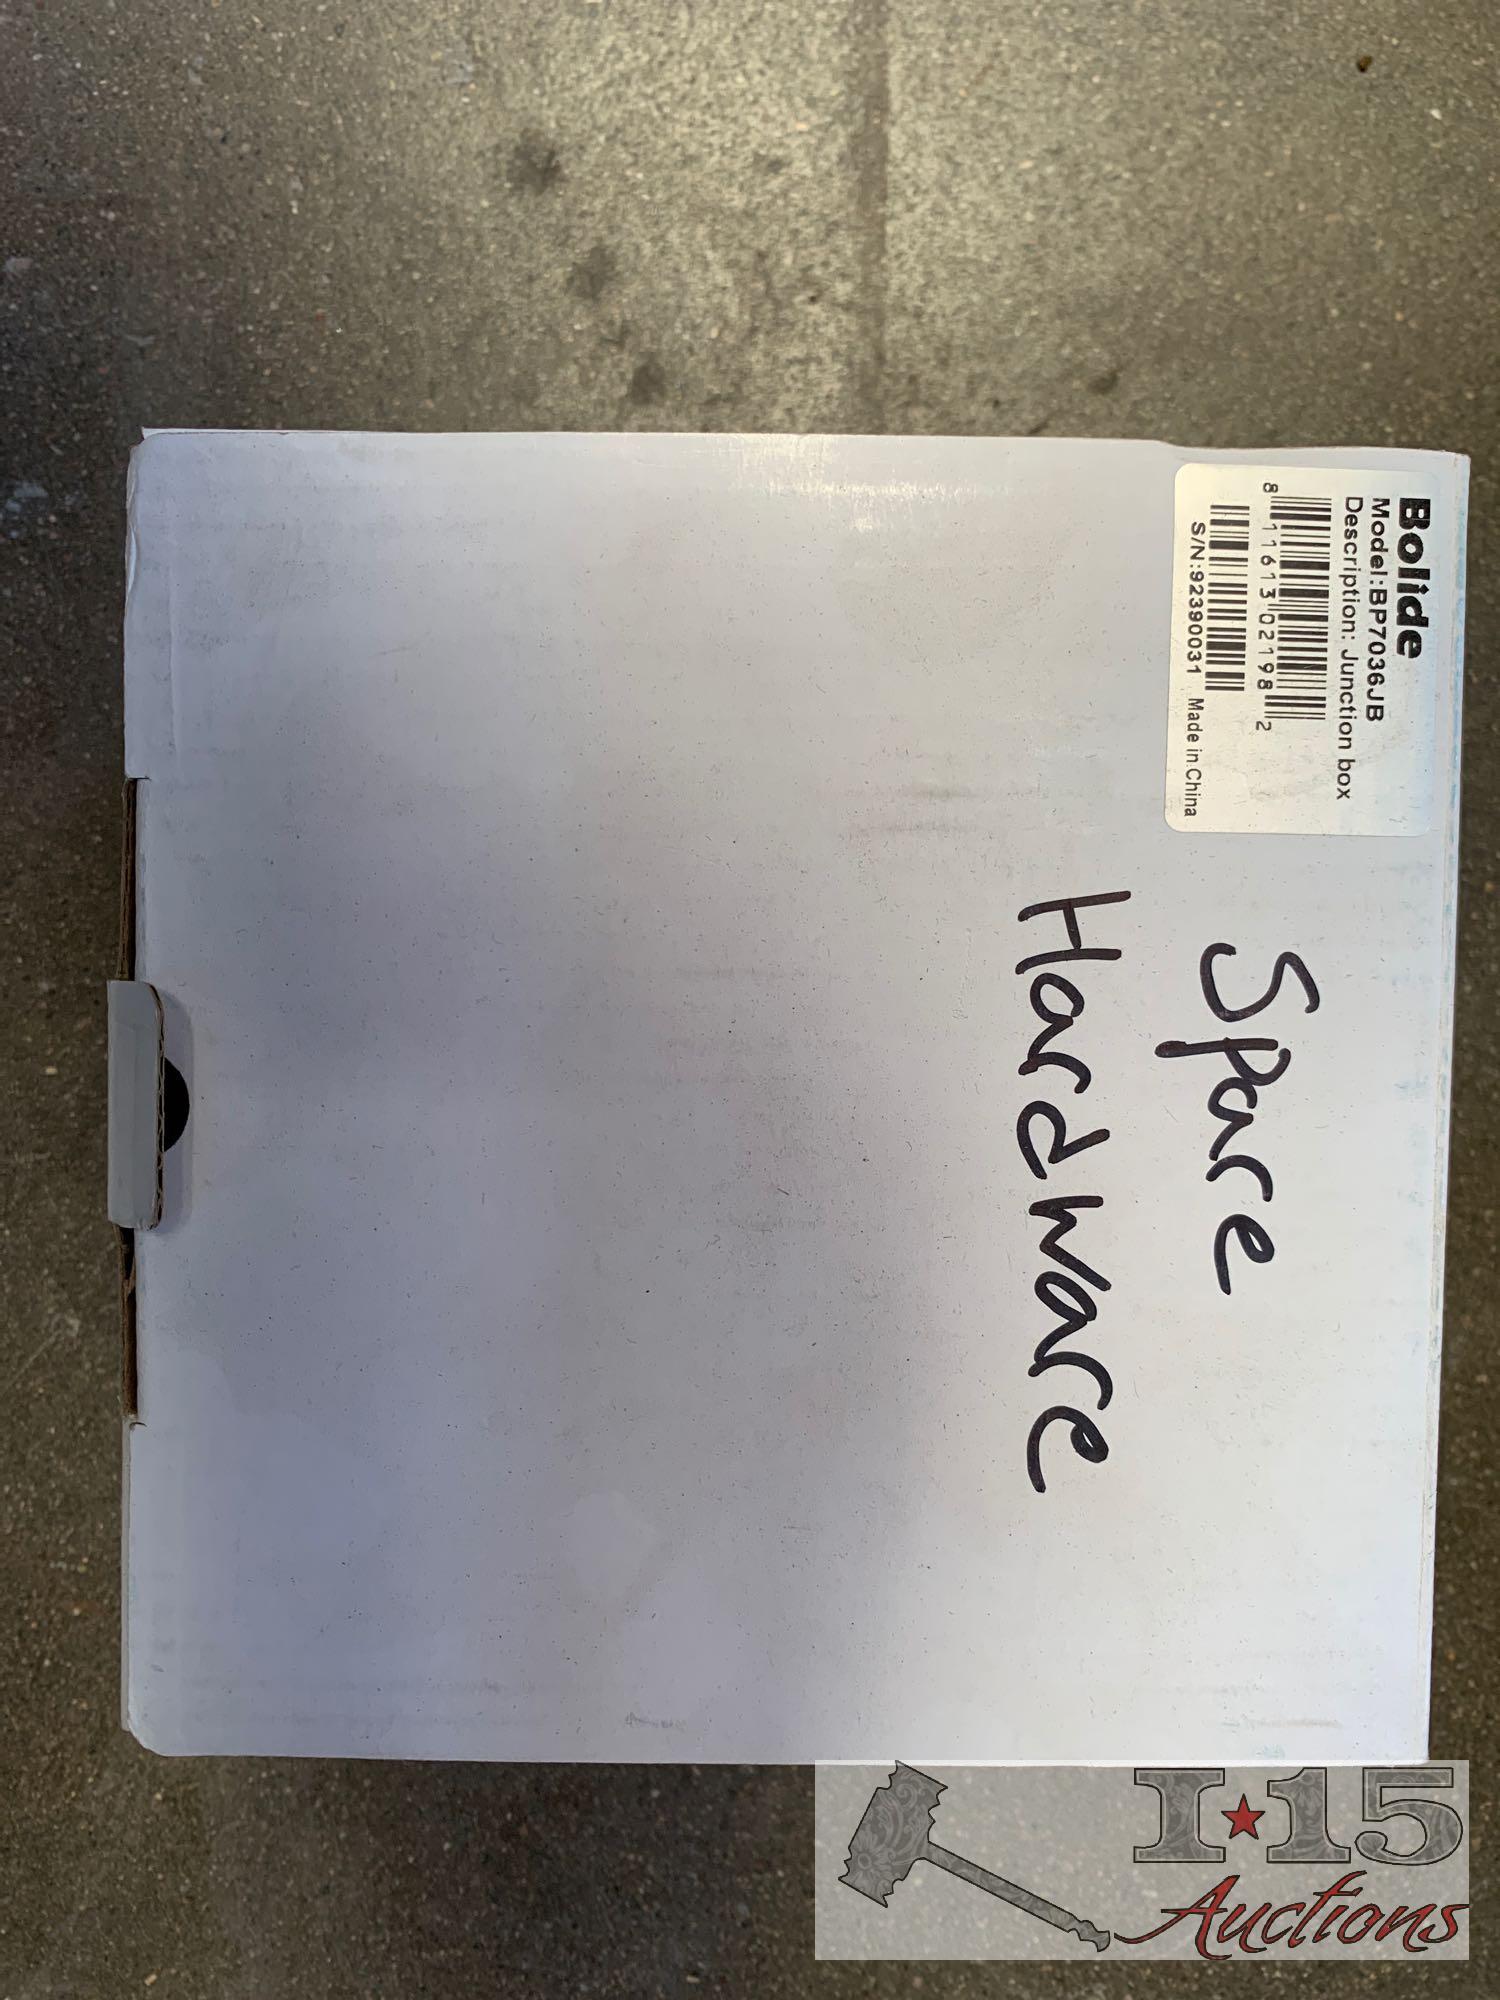 Bolide
Model:BP7036JB
Description: Junction box
8 11613 02198 2
S/N:92390031 Made in China
Spare
Hardware
I★15
Auctions